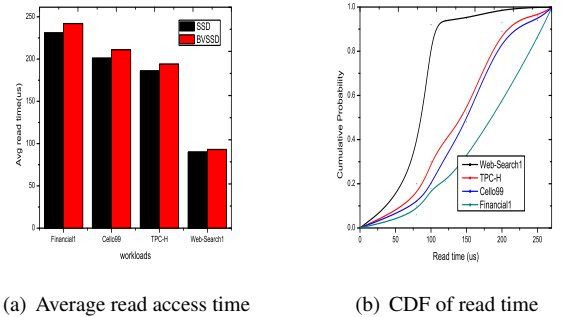 SSD
BVSSD
250
200
150
100
50
0
Avg read time(us)
Financial1
Cello99
TPC-H
Web-Search1
workloads
(a) Average read access time
1.0
0.8
0.6
0.4
0.2
0.0
Cumulative Probability
Web-Search1
TPC-H
Cello99
Financial1
0
50
100
150
200
250
Read time (us)
(b) CDF of read time